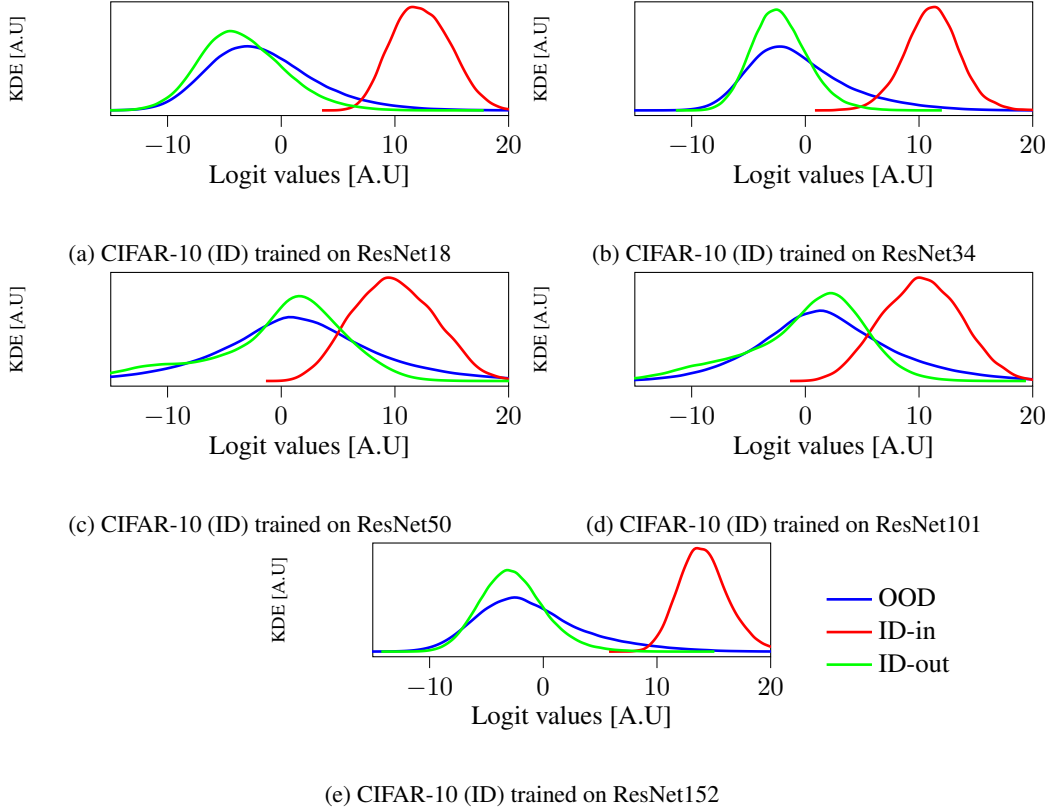 KDE [A.U]
KDE [A.U]
−10 0 10 20
−10 0 10 20
Logit values [A.U]
Logit values [A.U]
(a) CIFAR-10 (ID) trained on ResNet18
(b) CIFAR-10 (ID) trained on ResNet34
KDE [A.U]
KDE [A.U]
−10 0 10 20
−10 0 10 20
Logit values [A.U]
Logit values [A.U]
(c) CIFAR-10 (ID) trained on ResNet50
(d) CIFAR-10 (ID) trained on ResNet101
KDE [A.U]
−10 0 10 20
Logit values [A.U]
OOD
ID-in
ID-out
(e) CIFAR-10 (ID) trained on ResNet152